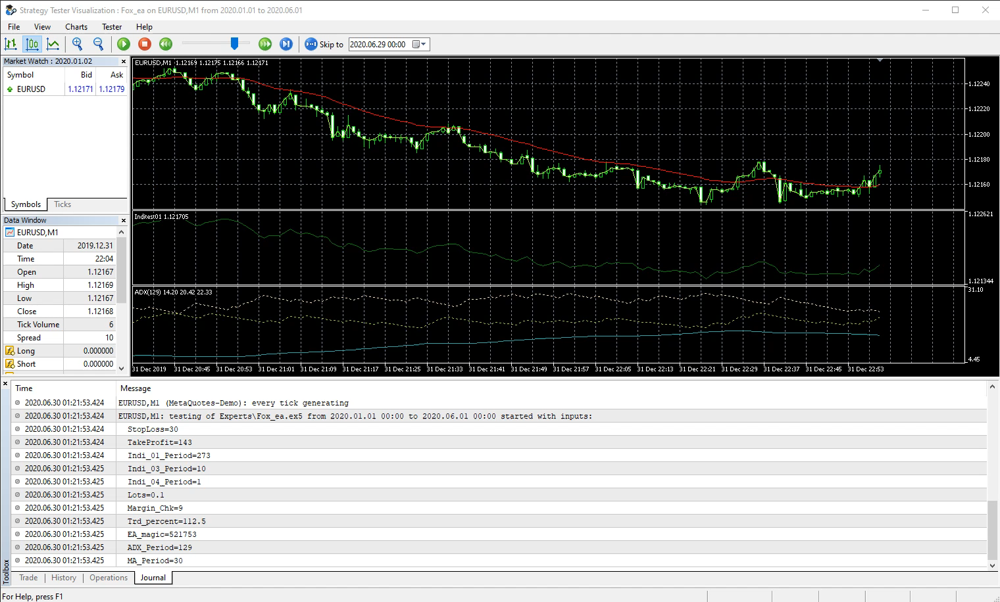 Strategy Tester Visualization : Fox_ea on EURUSD,M1 from 2020.01.01 to 2020.06.01
File View Charts Tester Help
Skip to 2020.06.29 00:00
Market Watch : 2020.01.02
Symbol Bid Ask
EURUSD 1.12171 1.12179
Symbols Ticks
Data Window
EURUSD,M1
Date 2019.12.31
Time 22:04
Open 1.12167
High 1.12169
Low 1.12167
Close 1.12168
Tick Volume 6
Spread 10
Long 0.000000
Short 0.000000
EURUSD,M1 1.12169 1.12175 1.12166 1.12171
1.12240
1.12220
1.12200
1.12180
1.12160
Inditest01 1.121705
1.122621
1.121344
ADX(129) 14.20 20.42 22.33
31.10
4.45
31 Dec 2019 31 Dec 20:45 31 Dec 20:53 31 Dec 21:01 31 Dec 21:09 31 Dec 21:17 31 Dec 21:25 31 Dec 21:33 31 Dec 21:41 31 Dec 21:49 31 Dec 21:57 31 Dec 22:05 31 Dec 22:13 31 Dec 22:21 31 Dec 22:29 31 Dec 22:37 31 Dec 22:45 31 Dec 22:53
Time Message
2020.06.30 01:21:53.424 EURUSD,M1 (MetaQuotes-Demo): every tick generating
2020.06.30 01:21:53.424 EURUSD,M1: testing of Experts\Fox_ea.ex5 from 2020.01.01 00:00 to 2020.06.01 00:00 started with inputs:
2020.06.30 01:21:53.424 StopLoss=30
2020.06.30 01:21:53.424 TakeProfit=143
2020.06.30 01:21:53.424 Indi_01_Period=273
2020.06.30 01:21:53.425 Indi_03_Period=10
2020.06.30 01:21:53.425 Indi_04_Period=1
2020.06.30 01:21:53.425 Lots=0.1
2020.06.30 01:21:53.425 Margin_Chk=9
2020.06.30 01:21:53.425 Trd_percent=112.5
2020.06.30 01:21:53.425 EA_magic=521753
2020.06.30 01:21:53.425 ADX_Period=129
2020.06.30 01:21:53.425 MA_Period=30
Toolbox
Trade History Operations Journal
For Help, press F1